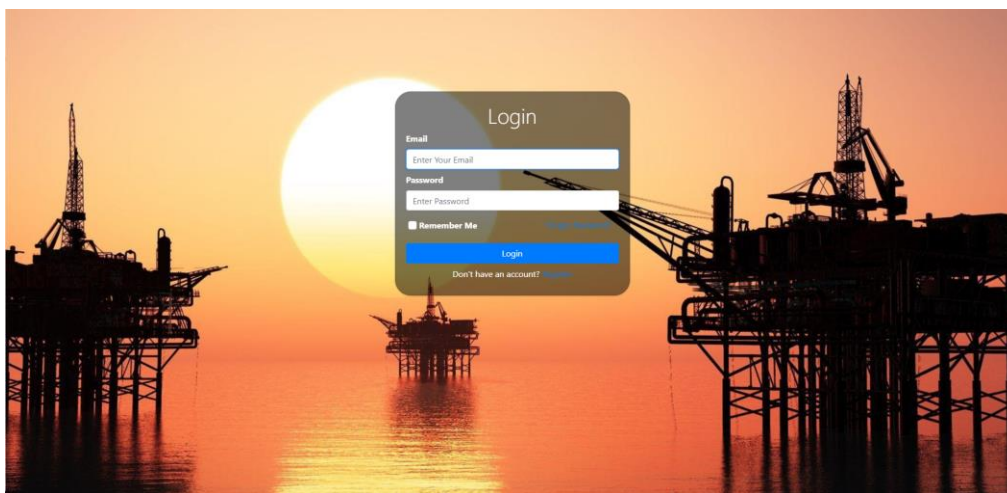 Login
Email
Enter Your Email
Password
Enter Password
Remember Me
Login
Don't have an account?